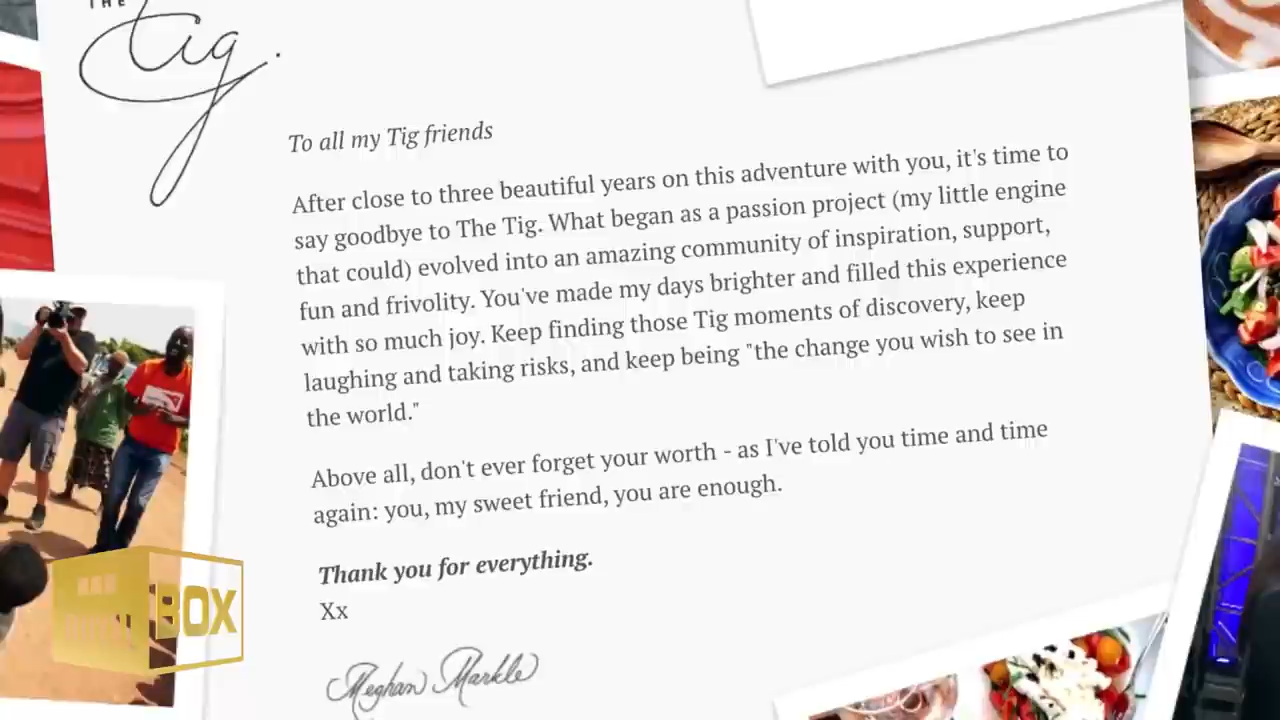 THE
Tig.
To all my Tig friends
After close to three beautiful years on this adventure with you, it's time to
say goodbye to The Tig. What began as a passion project (my little engine
that could) evolved into an amazing community of inspiration, support,
fun and frivolity. You've made my days brighter and filled this experience
with so much joy. Keep finding those Tig moments of discovery, keep
laughing and taking risks, and keep being "the change you wish to see in
the world."
Above all, don't ever forget your worth - as I've told you time and time
again: you, my sweet friend, you are enough.
Thank you for everything.
Xx
Meghan Markle
BOX